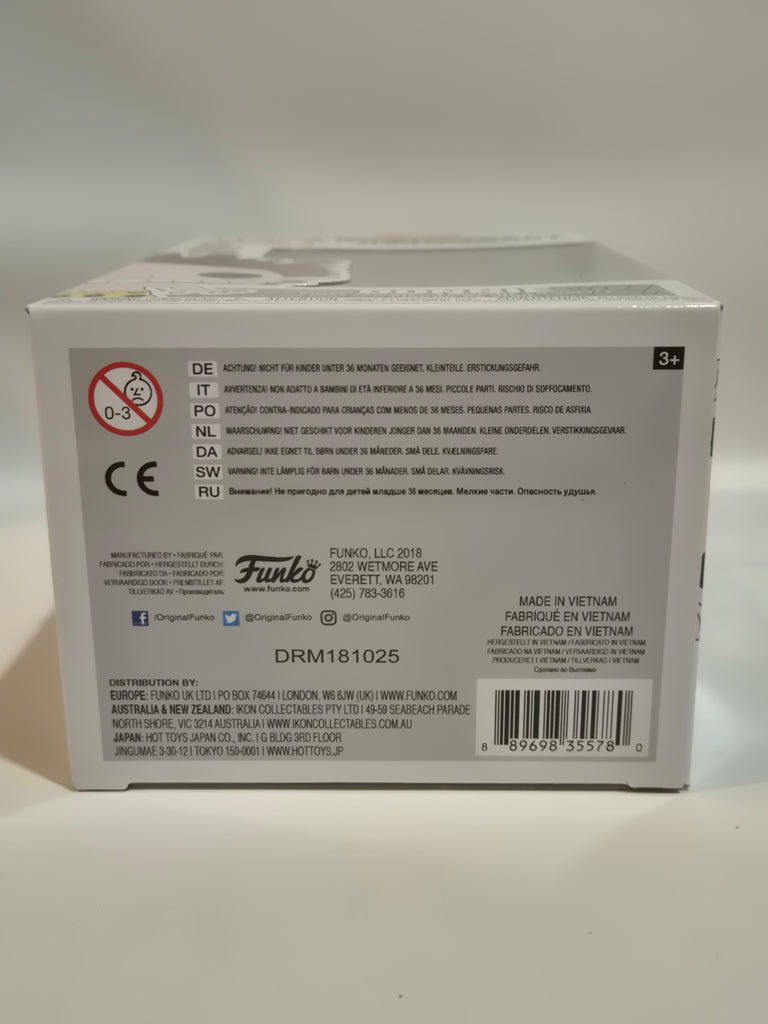 ATTENTION
ADVERTENCIA
3+
0-3
DE ACHTUNG! NICHT FÜR KINDER UNTER 36 MONATEN GEEIGNET. KLEINTEILE. ERSTICKUNGSGEFAHR.
IT AVVERTENZA! NON ADATTO A BAMBINI DI ETÀ INFERIORE A 36 MESI. PICCOLE PARTI. RISCHIO DI SOFFOCAMENTO.
PO ATENÇÃO! CONTRA-INDICADO PARA CRIANÇAS COM MENOS DE 36 MESES. PEQUENAS PARTES. RISCO DE ASFIXIA.
NL WAARSCHUWING! NIET GESCHIKT VOOR KINDEREN JONGER DAN 36 MAANDEN. KLEINE ONDERDELEN. VERSTIKKINGSGEVAAR.
DA ADVARSEL! IKKE EGNET TIL BØRN UNDER 36 MÅNEDER. SMÅ DELE. KVÆLNINGSFARE.
SW VARNING! INTE LÄMPLIG FÖR BARN UNDER 36 MÅNADER. SMÅ DELAR. KVÄVNINGSRISK.
RU Внимание! Не пригодно для детей младше 36 месяцев. Мелкие части. Опасность удушья.
CE
MANUFACTURED BY • FABRIQUÉ PAR:
FABRICADO POR • HERGESTELLT DURCH:
FABBRICATO DA • FABRICADO POR:
VERVAARDIGD DOOR • FREMSTILLET AF:
TILLVERKAD AV • Производитель:
Funko
www.funko.com
FUNKO, LLC 2018
2802 WETMORE AVE
EVERETT, WA 98201
(425) 783-3616
/OriginalFunko @OriginalFunko @OriginalFunko
DRM181025
MADE IN VIETNAM
FABRIQUÉ EN VIETNAM
FABRICADO EN VIETNAM
HERGESTELLT IN VIETNAM / FABBRICATO IN VIETNAM
FABRICADO NA VIETNAM / VERVAARDIGD IN VIETNAM
PRODUCERET I VIETNAM / TILLVERKAD I VIETNAM
Сделано во Вьетнаме
DISTRIBUTION BY:
EUROPE: FUNKO UK LTD I PO BOX 74644 I LONDON, W6 6JW (UK) I WWW.FUNKO.COM
AUSTRALIA & NEW ZEALAND: IKON COLLECTABLES PTY LTD I 49-59 SEABEACH PARADE
NORTH SHORE, VIC 3214 AUSTRALIA I WWW.IKONCOLLECTABLES.COM.AU
JAPAN: HOT TOYS JAPAN CO., INC. I G BLDG 3RD FLOOR
JINGUMAE 3-30-12 I TOKYO 150-0001 I WWW.HOTTOYS.JP
8 89698 35578 0